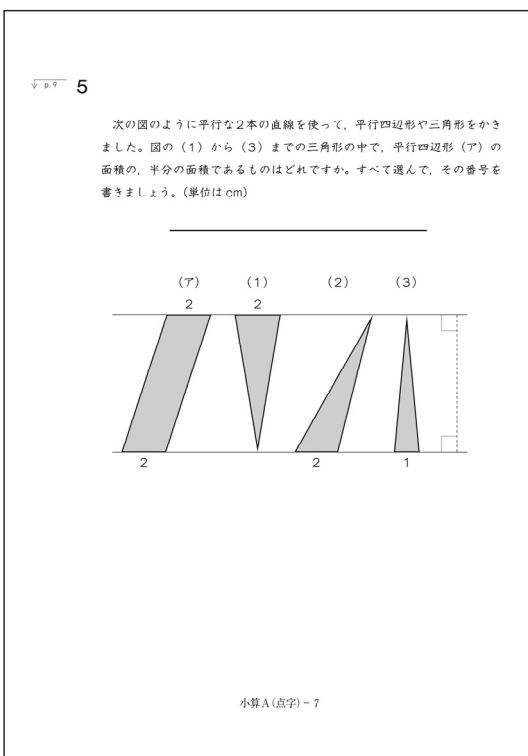 p.9
5
次の図のように平行な2本の直線を使って，平行四辺形や三角形をかき
ました。図の（1）から（3）までの三角形の中で，平行四辺形（ア）の
面積の，半分の面積であるものはどれですか。すべて選んで，その番号を
書きましょう。(単位は cm)
（ア） （1） （2） （3）
2 2
2 2 1
小算A(点字)－7